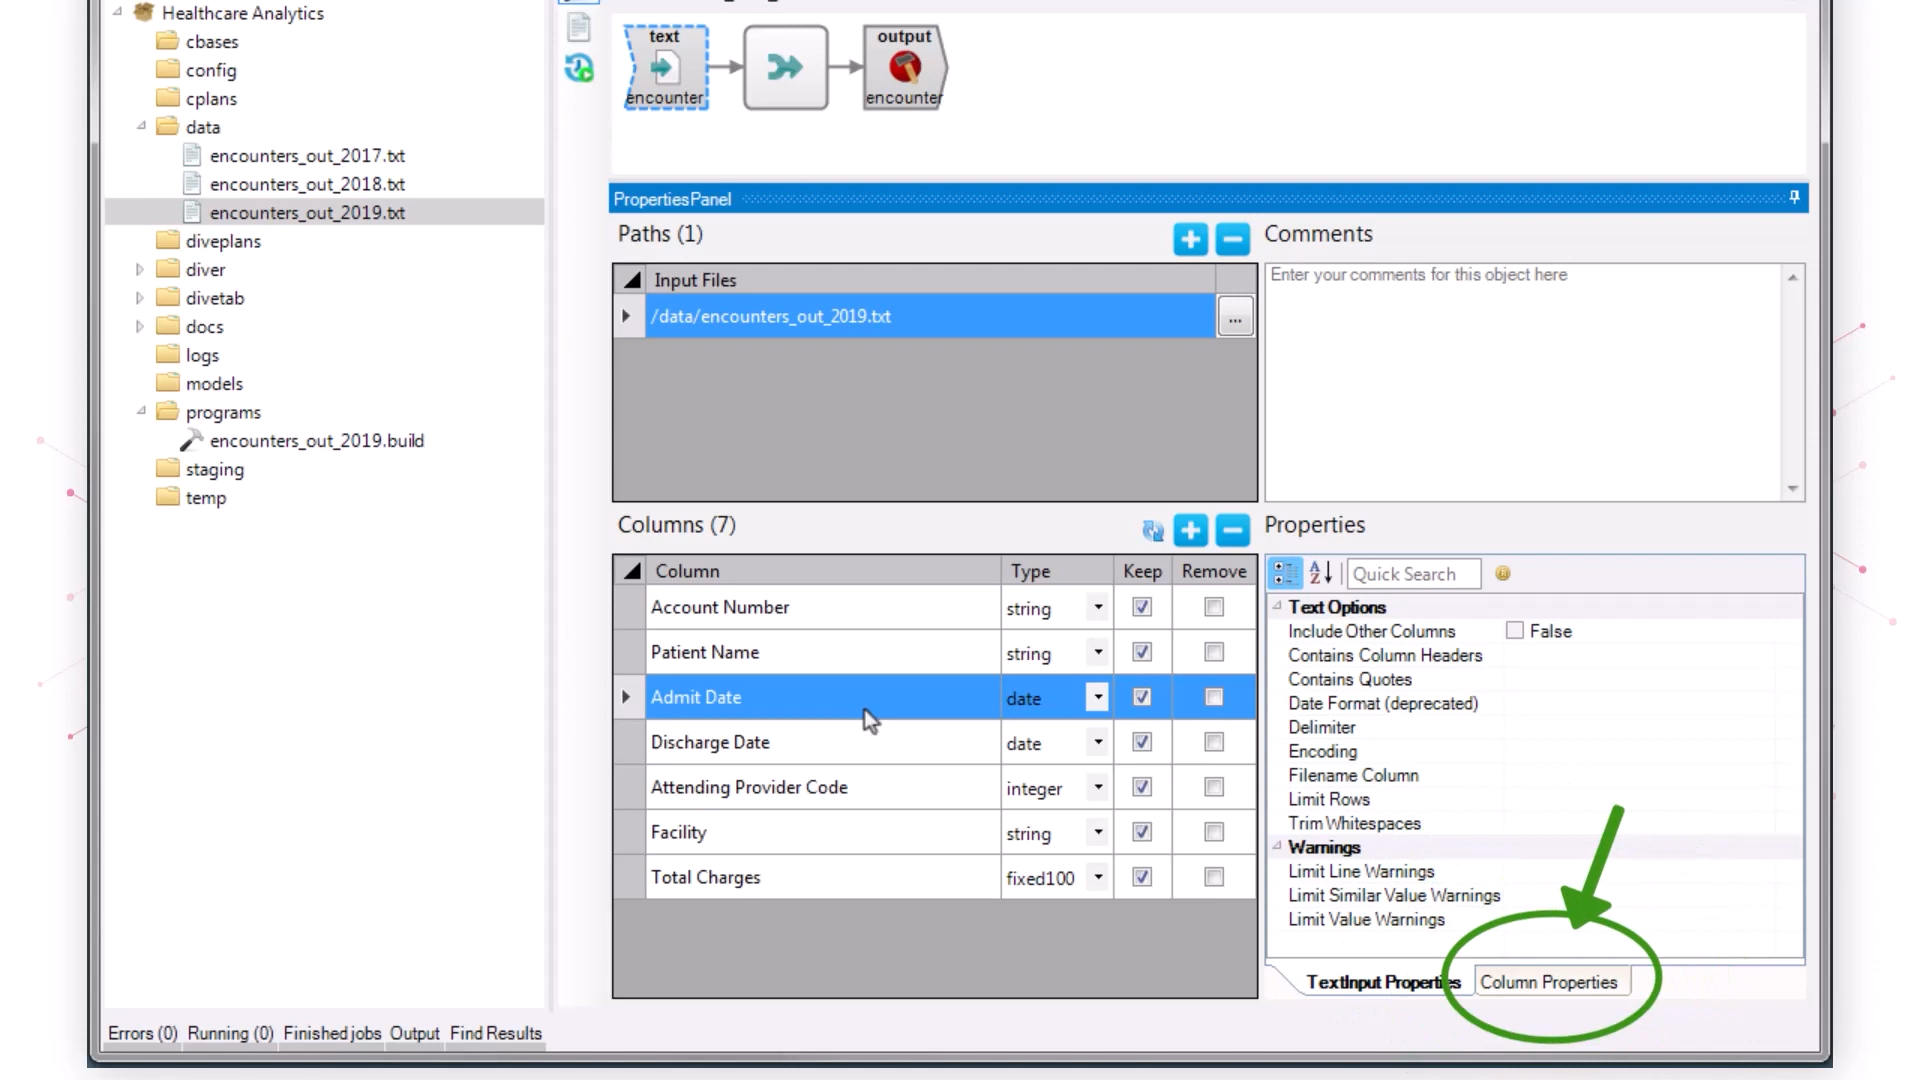 Healthcare Analytics
cbases
config
cplans
data
encounters_out_2017.txt
encounters_out_2018.txt
encounters_out_2019.txt
diveplans
diver
divetab
docs
logs
models
programs
encounters_out_2019.build
staging
temp
text
encounter
output
encounter
PropertiesPanel
Paths (1)
Input Files
/data/encounters_out_2019.txt
...
Comments
Enter your comments for this object here
Columns (7)
Column Type Keep Remove
Account Number string
Patient Name string
Admit Date date
Discharge Date date
Attending Provider Code integer
Facility string
Total Charges fixed100
Properties
A Z Quick Search
Text Options
Include Other Columns False
Contains Column Headers
Contains Quotes
Date Format (deprecated)
Delimiter
Encoding
Filename Column
Limit Rows
Trim Whitespaces
Warnings
Limit Line Warnings
Limit Similar Value Warnings
Limit Value Warnings
TextInput Properties Column Properties
Errors (0) Running (0) Finished jobs Output Find Results